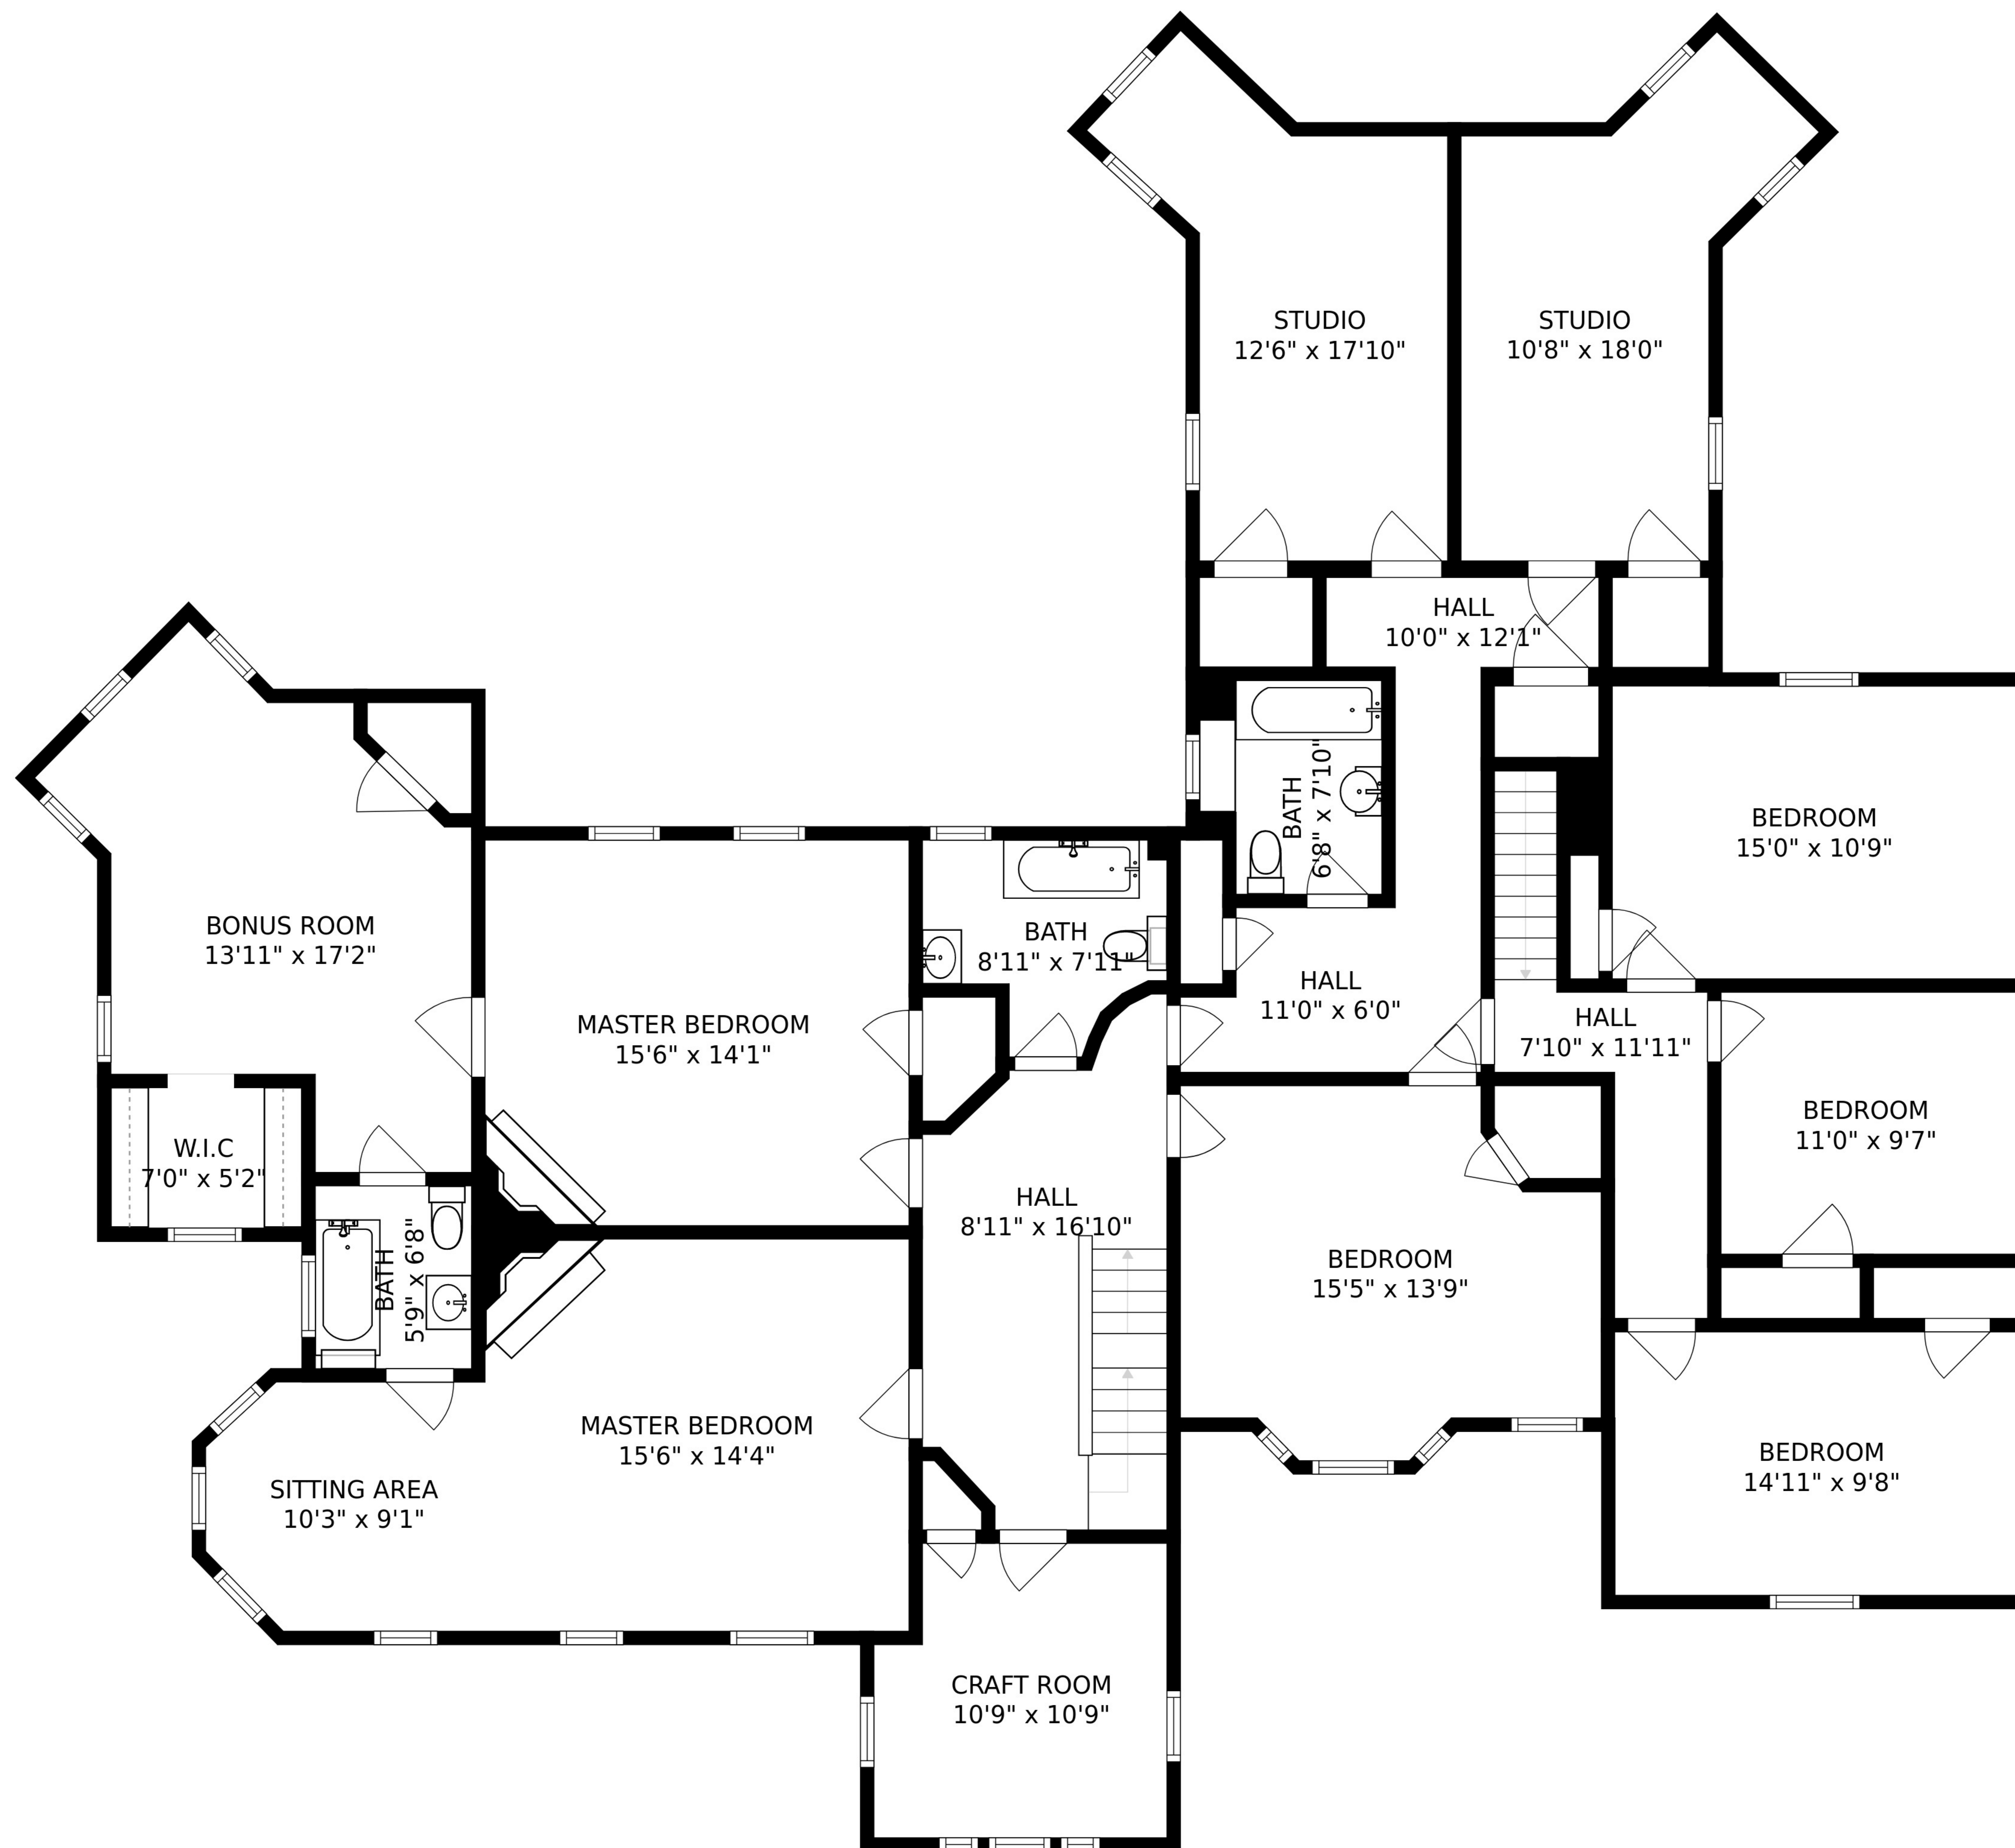 STUDIO
12'6" x 17'10"
STUDIO
10'8" x 18'0"
HALL
10'0" x 12'1"
BATH
6'8" x 7'10"
BEDROOM
15'0" x 10'9"
BONUS ROOM
13'11" x 17'2"
MASTER BEDROOM
15'6" x 14'1"
BATH
8'11" x 7'11"
HALL
11'0" x 6'0"
HALL
7'10" x 11'11"
BEDROOM
11'0" x 9'7"
W.I.C
7'0" x 5'2"
BATH
5'9" x 6'8"
HALL
8'11" x 16'10"
BEDROOM
15'5" x 13'9"
MASTER BEDROOM
15'6" x 14'4"
SITTING AREA
10'3" x 9'1"
BEDROOM
14'11" x 9'8"
CRAFT ROOM
10'9" x 10'9"